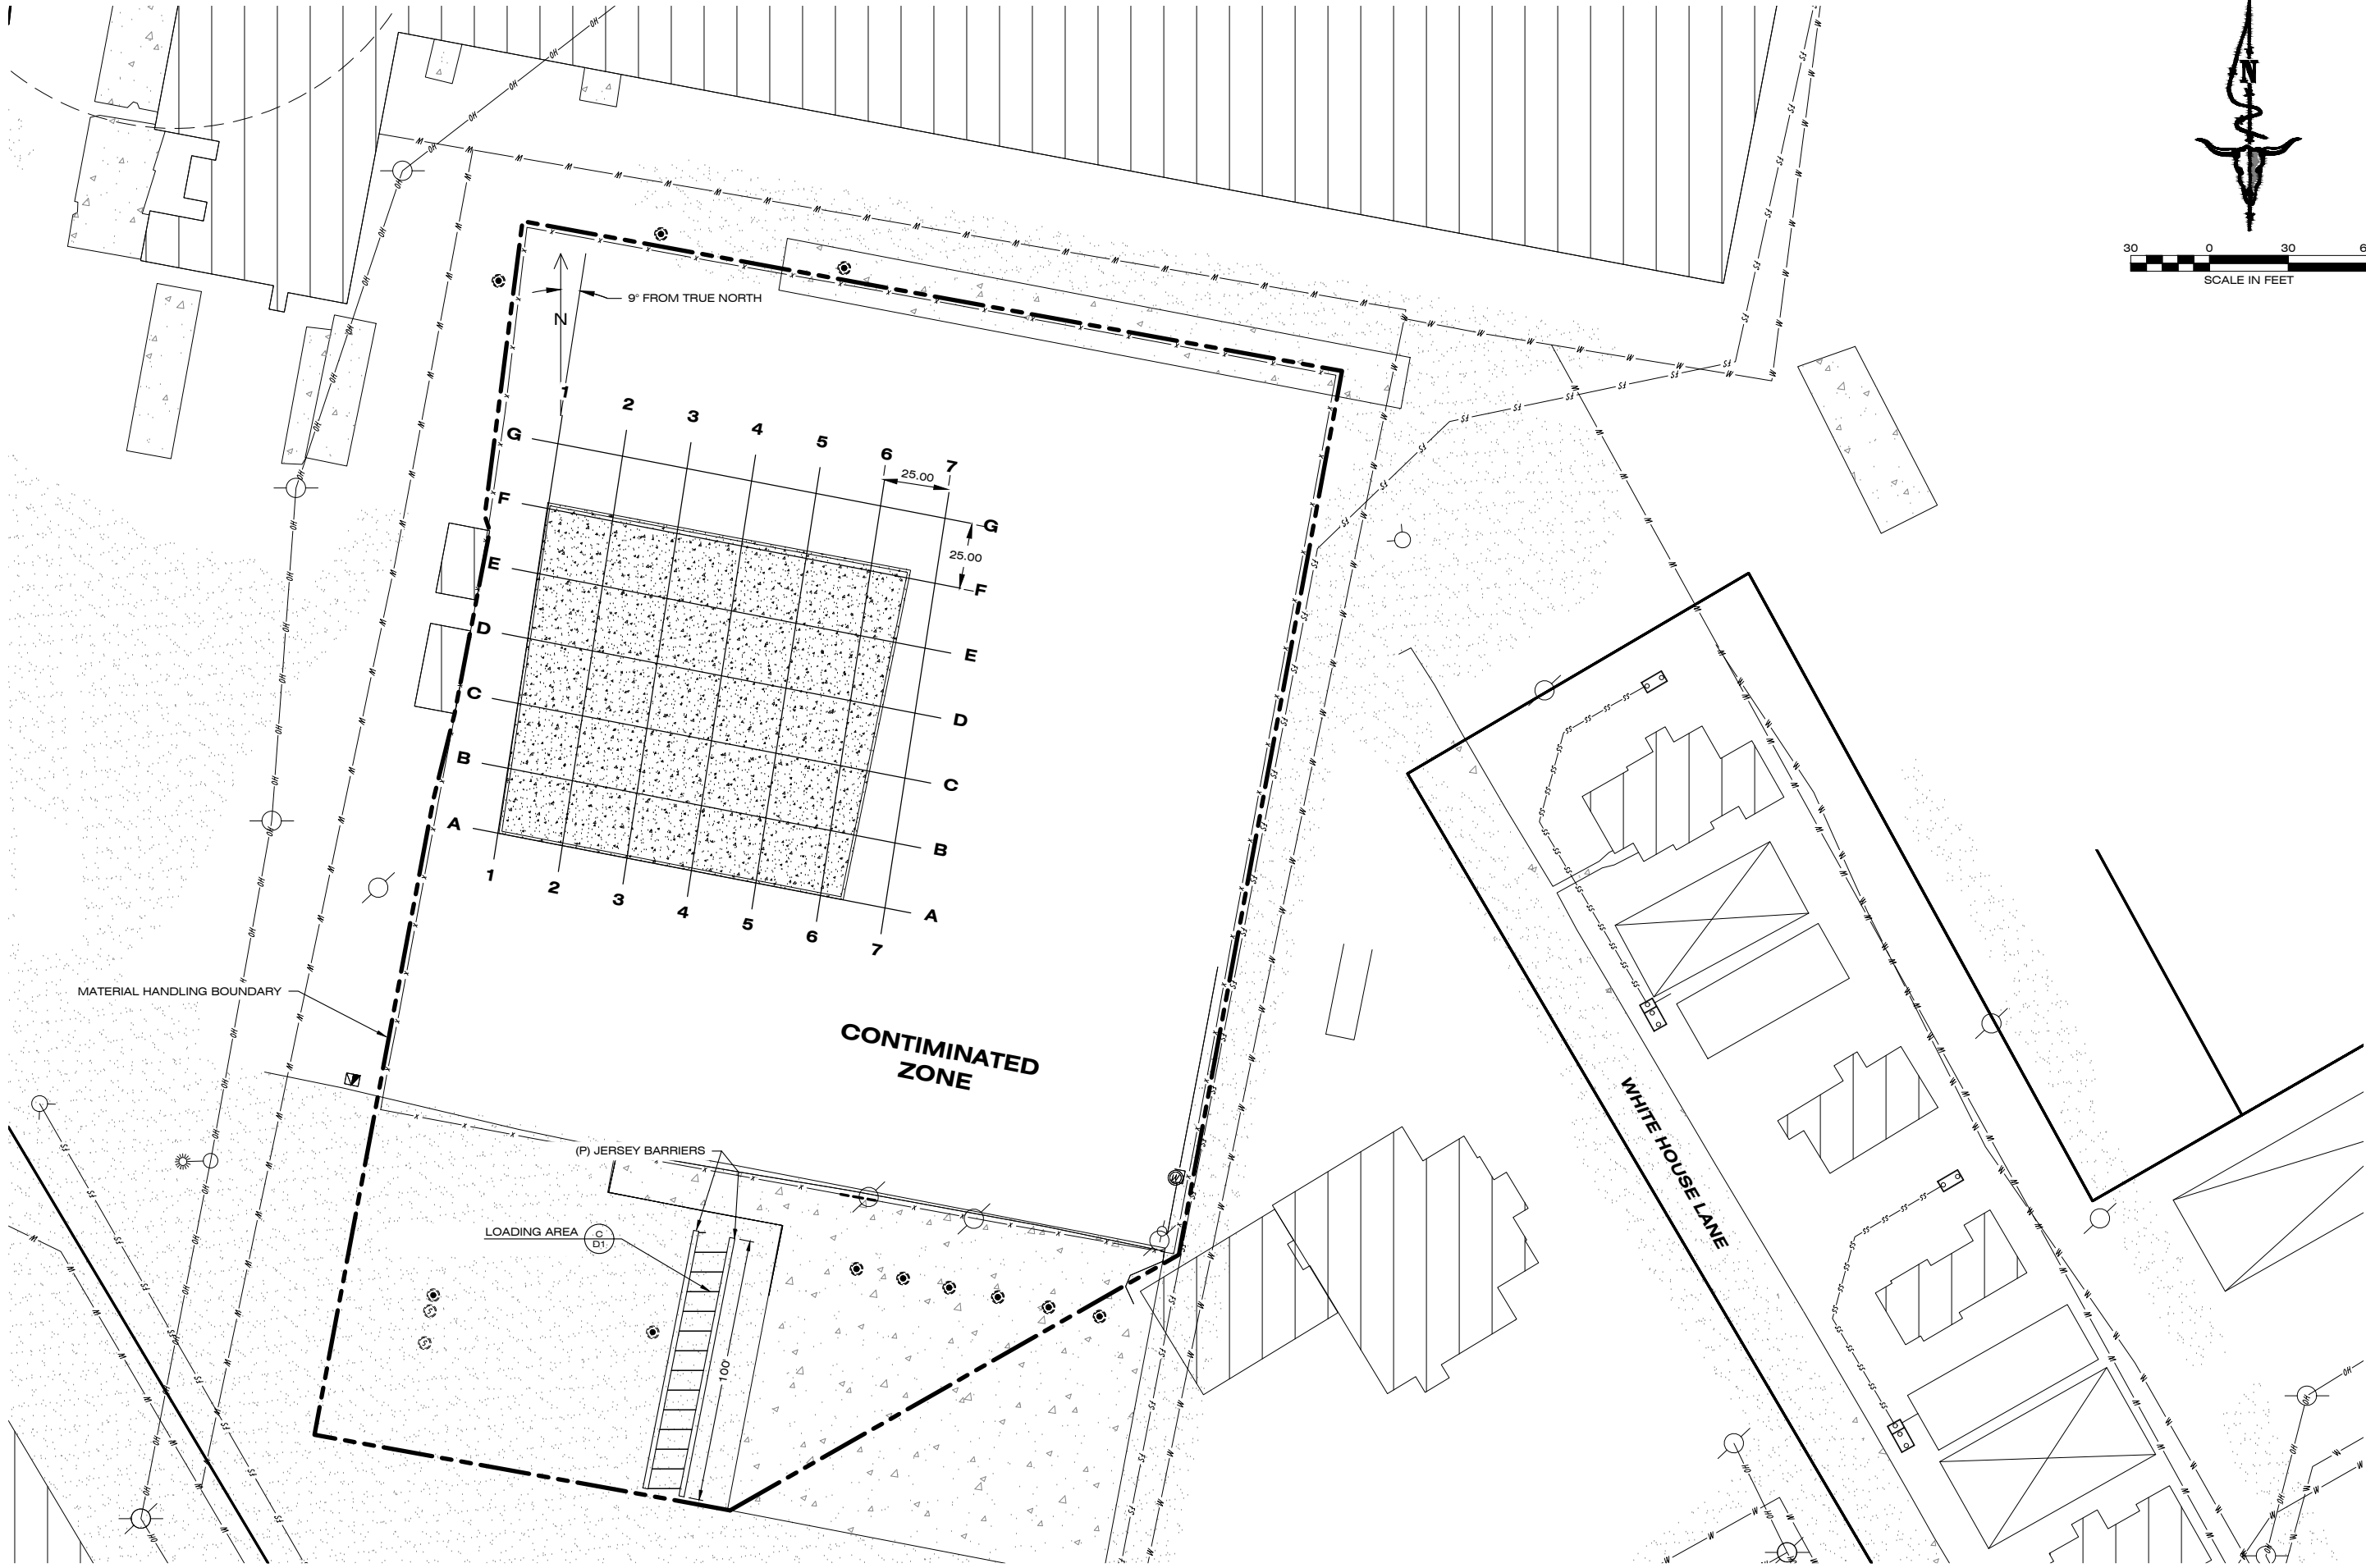 N
30 0 30
SCALE IN FEET
9° FROM TRUE NORTH
N
1
2
3
4
5
6
7
25.00
G
G
25.00
F
F
E
E
D
D
C
C
B
B
A
A
1
2
3
4
5
6
7
MATERIAL HANDLING BOUNDARY
CONTIMINATED
ZONE
(P) JERSEY BARRIERS
LOADING AREA
C
D1
100'
WHITE HOUSE LANE